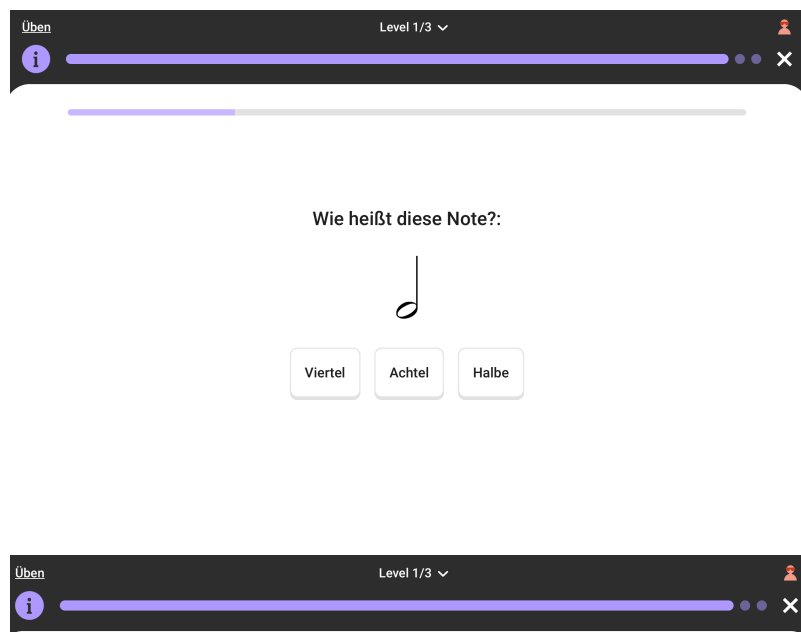 Üben
Level 1/3
i
Wie heißt diese Note?:
Viertel Achtel Halbe
Üben
Level 1/3
i